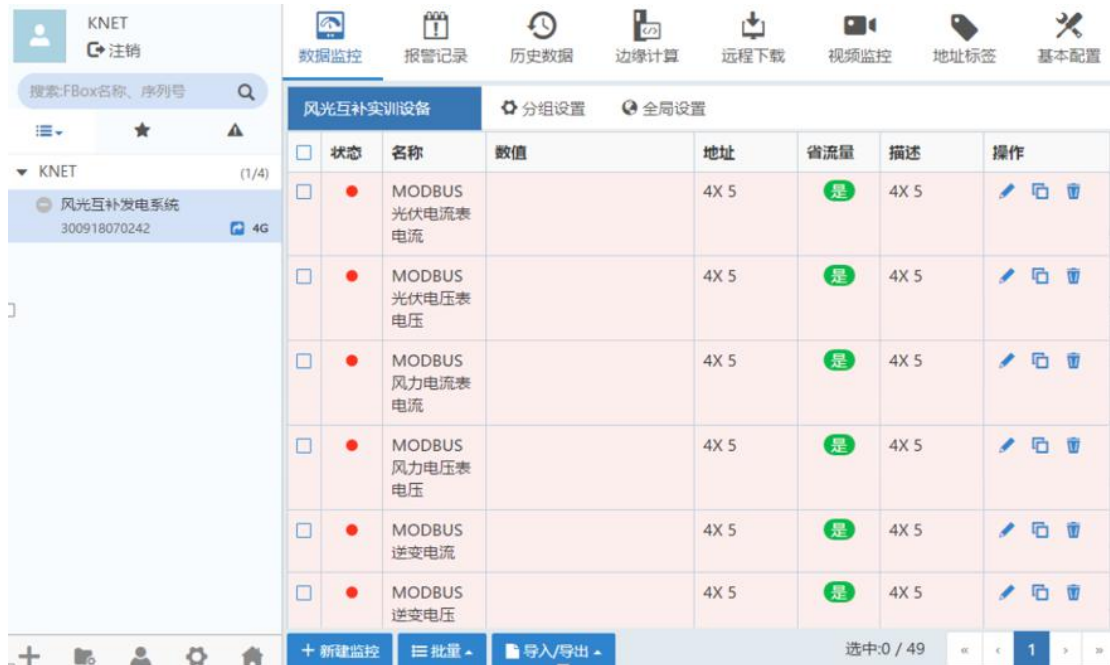 KNET
注销
搜索:FBox名称、序列号
KNET (1/4)
风光互补发电系统
300918070242 4G
数据监控 报警记录 历史数据 边缘计算 远程下载 视频监控 地址标签 基本配置
风光互补实训设备 分组设置 全局设置
状态 名称 数值 地址 省流量 描述 操作
MODBUS 4X 5 是 4X 5
光伏电流表
电流
MODBUS 4X 5 是 4X 5
光伏电压表
电压
MODBUS 4X 5 是 4X 5
风力电流表
电流
MODBUS 4X 5 是 4X 5
风力电压表
电压
MODBUS 4X 5 是 4X 5
逆变电流
MODBUS 4X 5 是 4X 5
逆变电压
+ 新建监控 批量 导入/导出 选中:0 / 49 « ‹ 1 › »